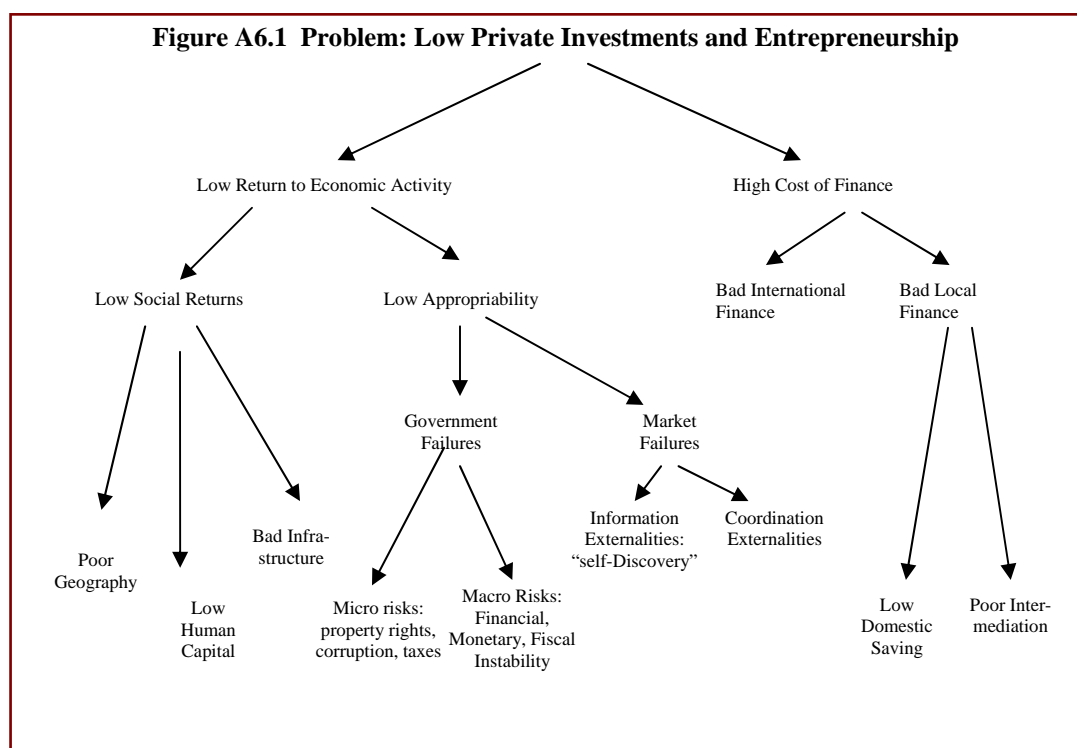 Figure A6.1 Problem: Low Private Investments and Entrepreneurship
Low Return to Economic Activity
High Cost of Finance
Low Social Returns
Low Appropriability
Bad International
Finance
Bad Local
Finance
Government
Failures
Market
Failures
Poor
Geography
Low
Human
Capital
Bad Infra-
structure
Micro risks:
property rights,
corruption, taxes
Macro Risks:
Financial,
Monetary, Fiscal
Instability
Information
Externalities:
“self-Discovery”
Coordination
Externalities
Low
Domestic
Saving
Poor Inter-
mediation